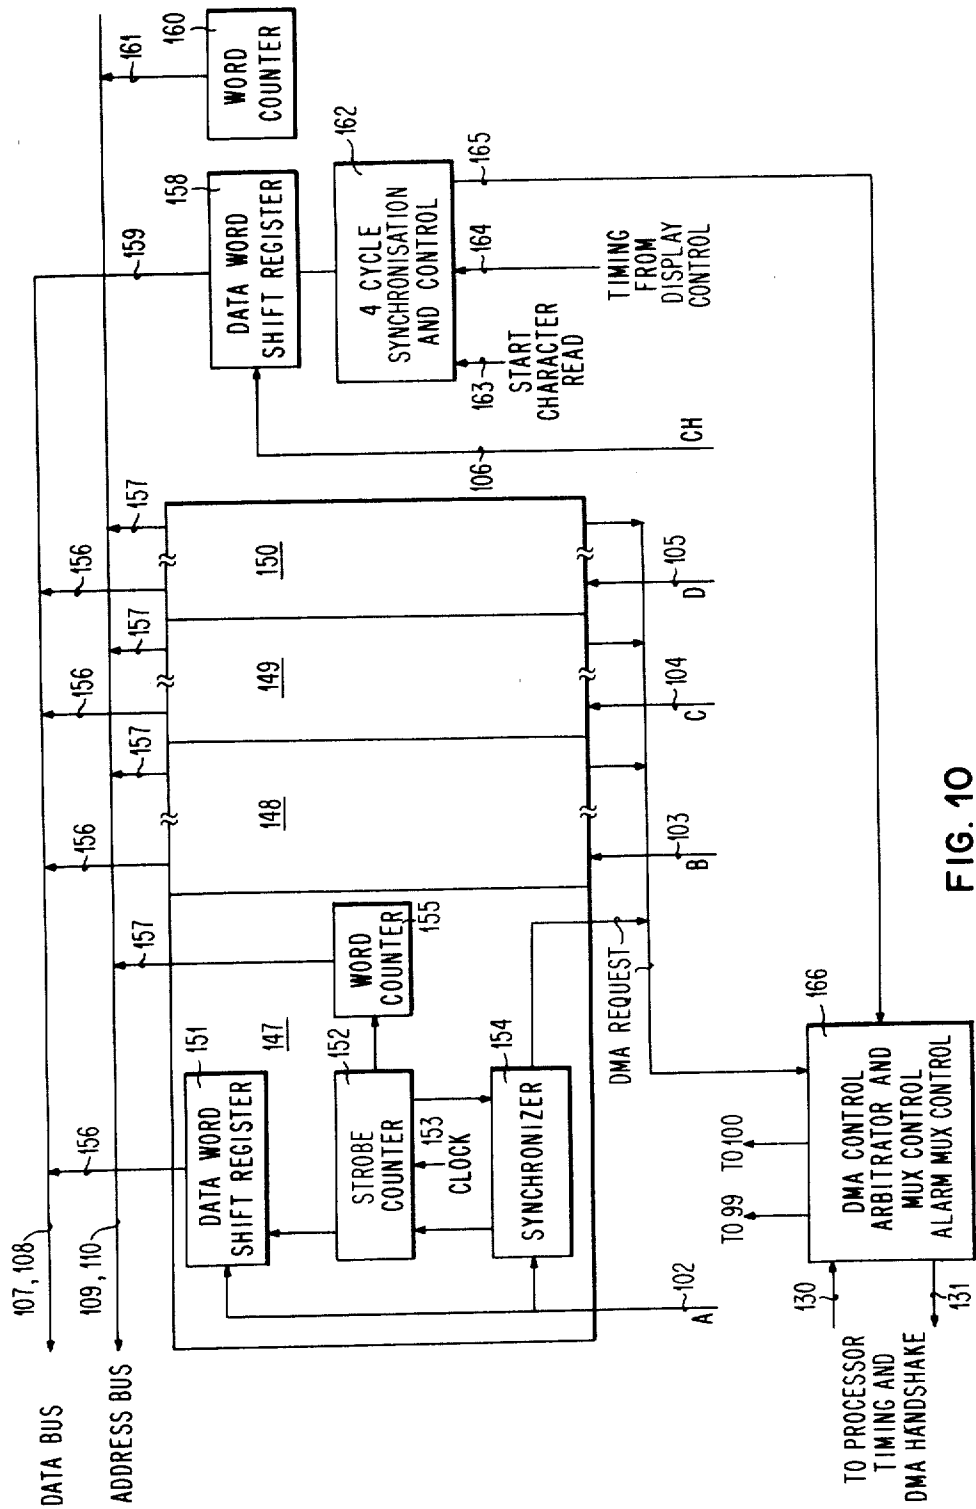 DATA BUS
107, 108
ADDRESS BUS
109, 110
156
157
156
157
156
157
156
157
159
161
DATA WORD
SHIFT REGISTER
151
147
STROBE
COUNTER
152
153
CLOCK
WORD
COUNTER
155
SYNCHRONIZER
154
148
149
150
DATA WORD
SHIFT REGISTER
158
WORD
COUNTER
160
4 CYCLE
SYNCHRONISATION
AND CONTROL
162
163
START
CHARACTER
READ
164
TIMING
FROM
DISPLAY
CONTROL
165
106
CH
A
102
B
103
C
104
D
105
DMA REQUEST
TO 99
TO 100
DMA CONTROL
ARBITRATOR AND
MUX CONTROL
ALARM MUX CONTROL
166
130
131
TO PROCESSOR
TIMING AND
DMA HANDSHAKE
FIG. 10